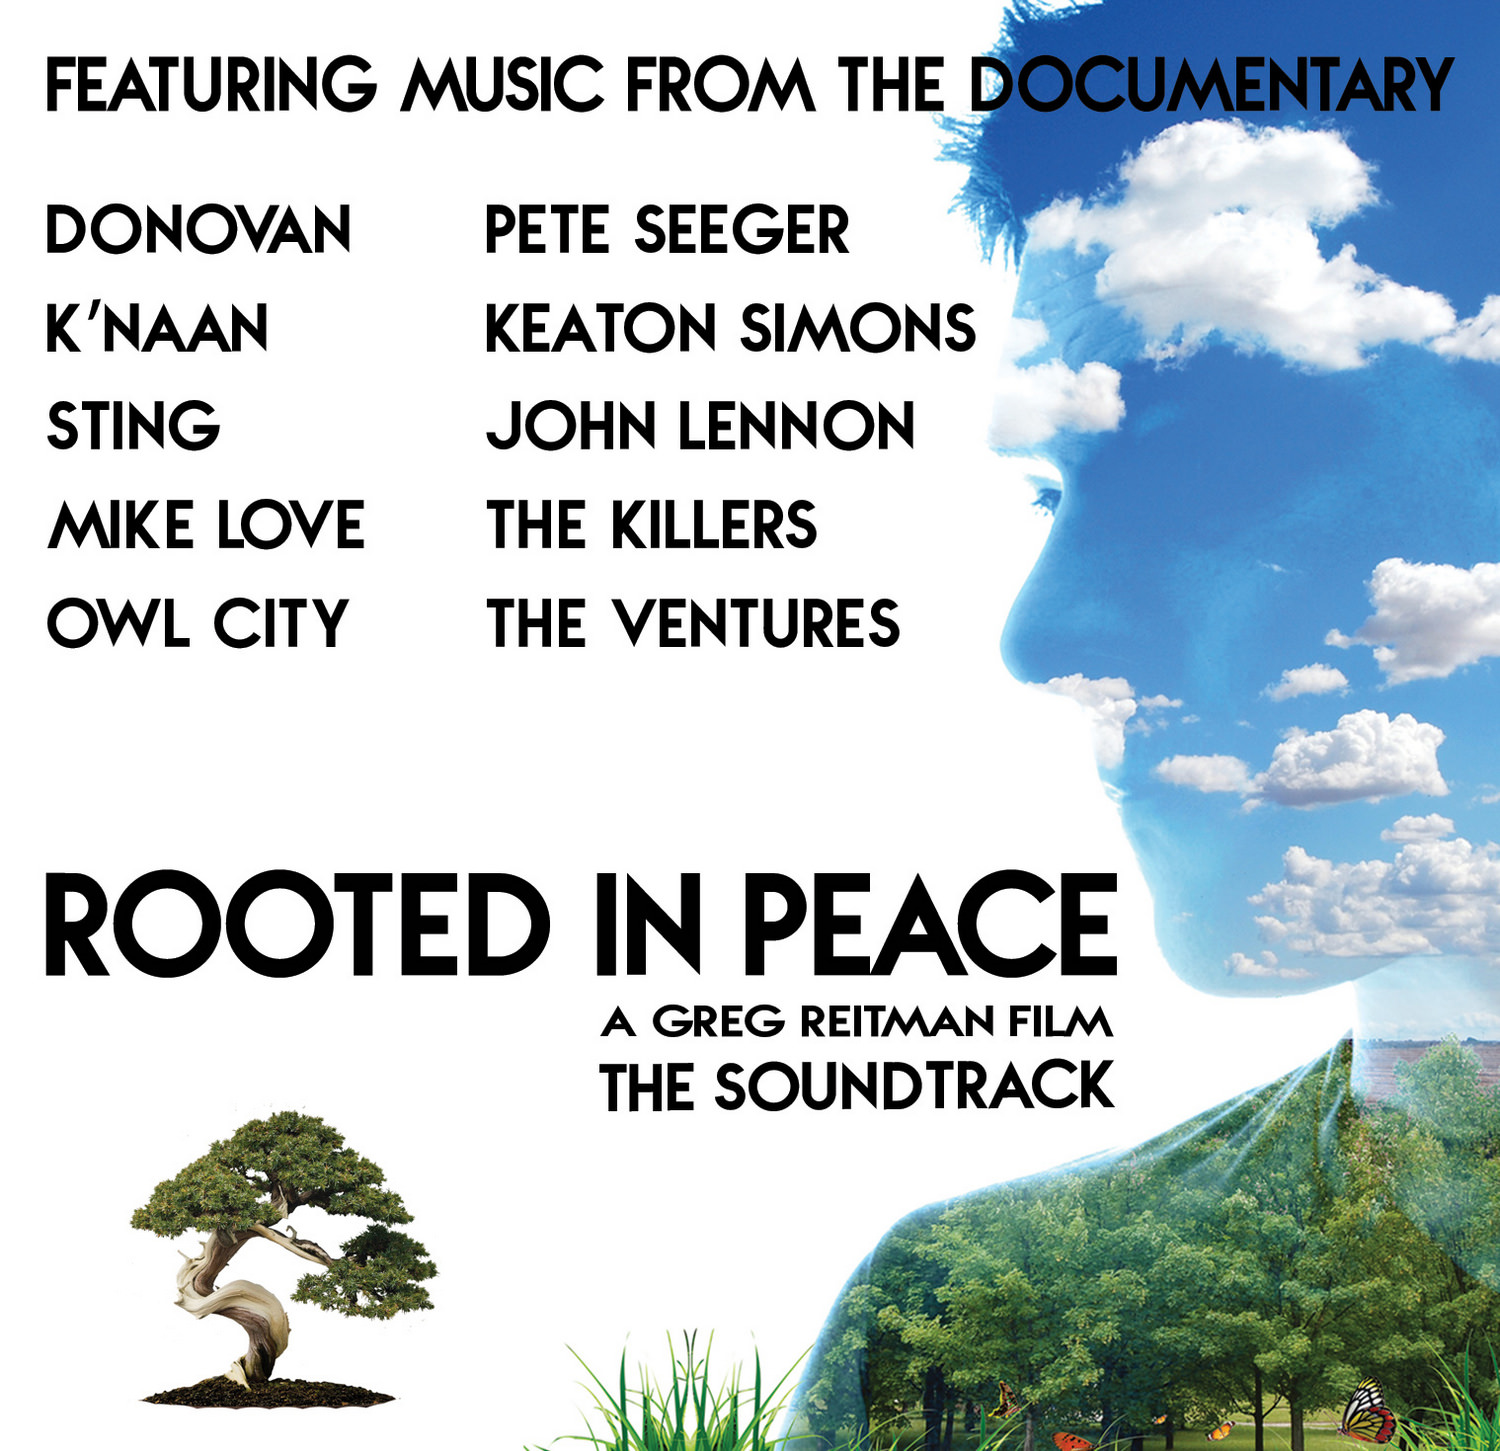 FEATURING MUSIC FROM THE DOCUMENTARY
DONOVAN
K'NAAN
STING
MIKE LOVE
OWL CITY
PETE SEEGER
KEATON SIMONS
JOHN LENNON
THE KILLERS
THE VENTURES
ROOTED IN PEACE
A GREG REITMAN FILM
THE SOUNDTRACK